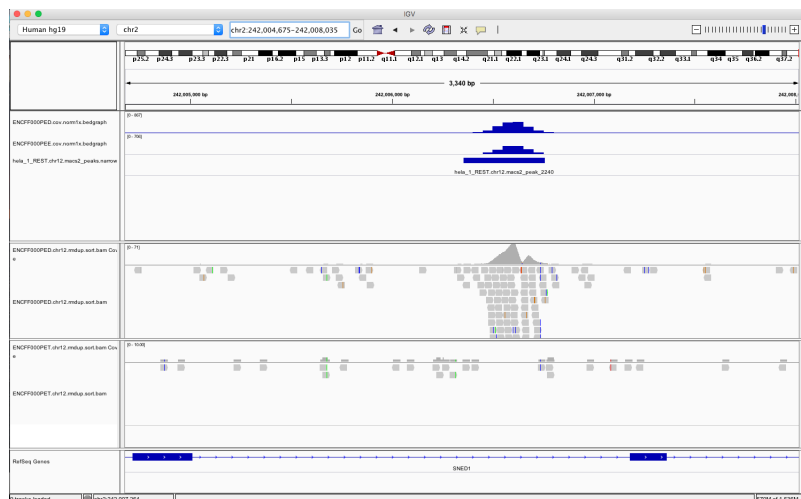 IGV
Human hg19 chr2 chr2:242,004,675-242,008,035 Go
p25.2 p24.3 p23.3 p22.3 p21 p16.2 p15 p13.3 p12 p11.2 q11.1 q12.1 q13 q14.2 q21.1 q22.1 q23.1 q24.1 q24.3 q31.2 q32.2 q33.1 q34 q35 q36.2 q37.2
3,340 bp
242,005,000 bp 242,006,000 bp 242,007,000 bp 242,008,
ENCFF000PED.cov.norm1x.bedgraph
[0 - 667]
ENCFF000PEE.cov.norm1x.bedgraph
[0 - 700]
hela_1_REST.chr12.macs2_peaks.narrow
hela_1_REST.chr12.macs2_peak_2240
ENCFF000PED.chr12.rmdup.sort.bam Cov
e
[0 - 71]
ENCFF000PED.chr12.rmdup.sort.bam
ENCFF000PET.chr12.rmdup.sort.bam Cov
e
[0 - 10.00]
ENCFF000PET.chr12.rmdup.sort.bam
RefSeq Genes
SNED1